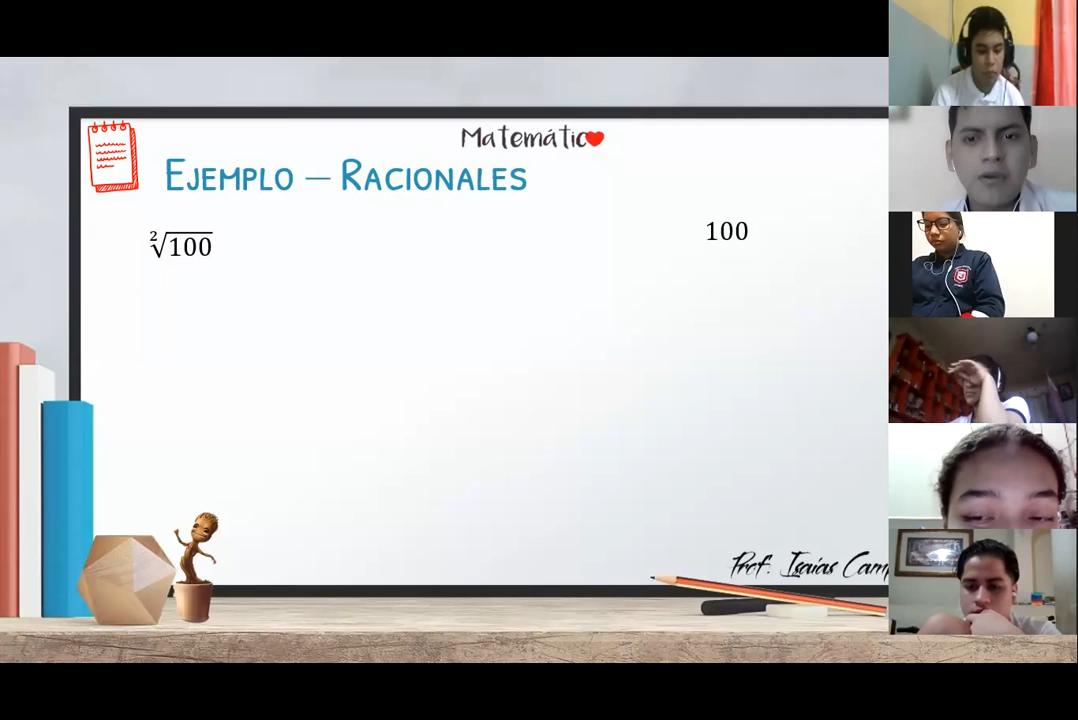 Matemátic
EJEMPLO – RACIONALES
²√100
100
Prof. Isaías Cam